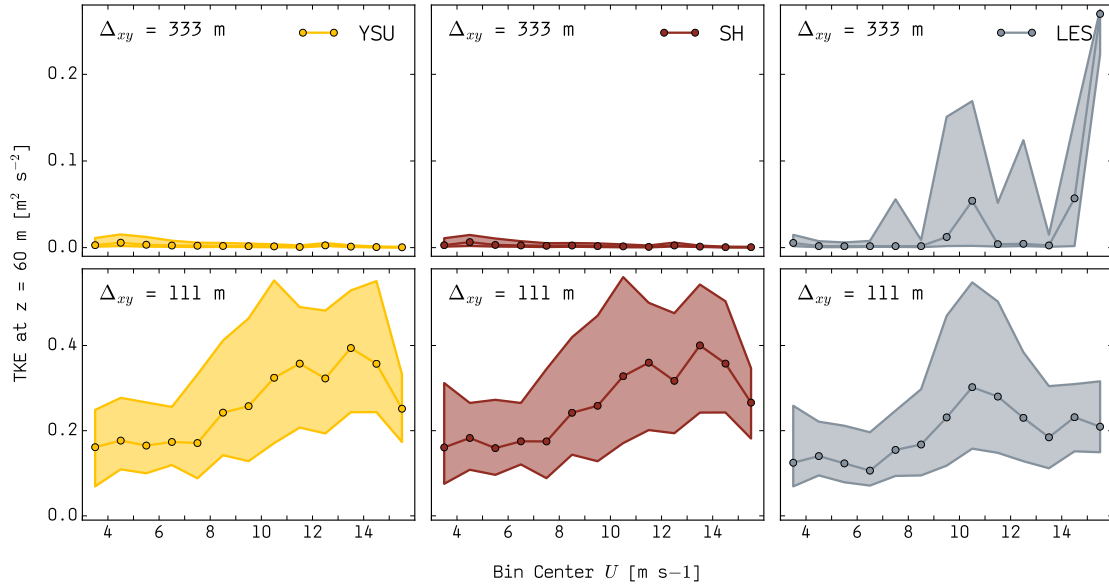 Δxy = 333 m YSU
Δxy = 333 m SH
Δxy = 333 m LES
0.2
0.1
0.0
TKE at z = 60 m [m² s⁻²]
Δxy = 111 m
Δxy = 111 m
Δxy = 111 m
0.4
0.2
0.0
4 6 8 10 12 14
4 6 8 10 12 14
4 6 8 10 12 14
Bin Center U [m s−1]